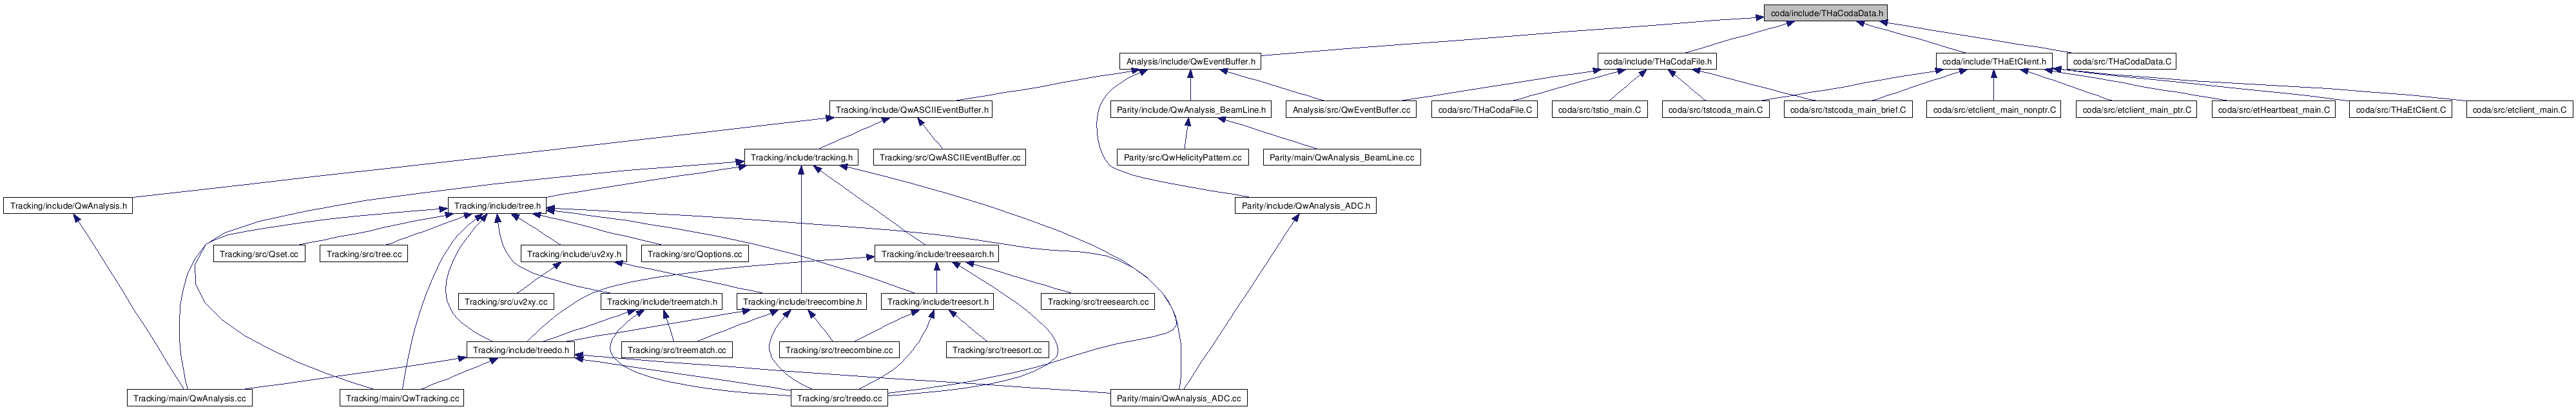 coda/include/THaCodaData.h
Analysis/include/QwEventBuffer.h
coda/include/THaCodaFile.h
coda/include/THaEtClient.h
coda/src/THaCodaData.C
Tracking/include/QwASCIIEventBuffer.h
Parity/include/QwAnalysis_BeamLine.h
Analysis/src/QwEventBuffer.cc
coda/src/THaCodaFile.C
coda/src/tstio_main.C
coda/src/tstcoda_main.C
coda/src/tstcoda_main_brief.C
coda/src/etclient_main_nonptr.C
coda/src/etclient_main_ptr.C
coda/src/etHeartbeat_main.C
coda/src/THaEtClient.C
coda/src/etclient_main.C
Tracking/include/tracking.h
Tracking/src/QwASCIIEventBuffer.cc
Parity/src/QwHelicityPattern.cc
Parity/main/QwAnalysis_BeamLine.cc
Tracking/include/QwAnalysis.h
Tracking/include/tree.h
Parity/include/QwAnalysis_ADC.h
Tracking/src/Qset.cc
Tracking/src/tree.cc
Tracking/include/uv2xy.h
Tracking/src/Qoptions.cc
Tracking/include/treesearch.h
Tracking/src/uv2xy.cc
Tracking/include/treematch.h
Tracking/include/treecombine.h
Tracking/include/treesort.h
Tracking/src/treesearch.cc
Tracking/include/treedo.h
Tracking/src/treematch.cc
Tracking/src/treecombine.cc
Tracking/src/treesort.cc
Tracking/main/QwAnalysis.cc
Tracking/main/QwTracking.cc
Tracking/src/treedo.cc
Parity/main/QwAnalysis_ADC.cc